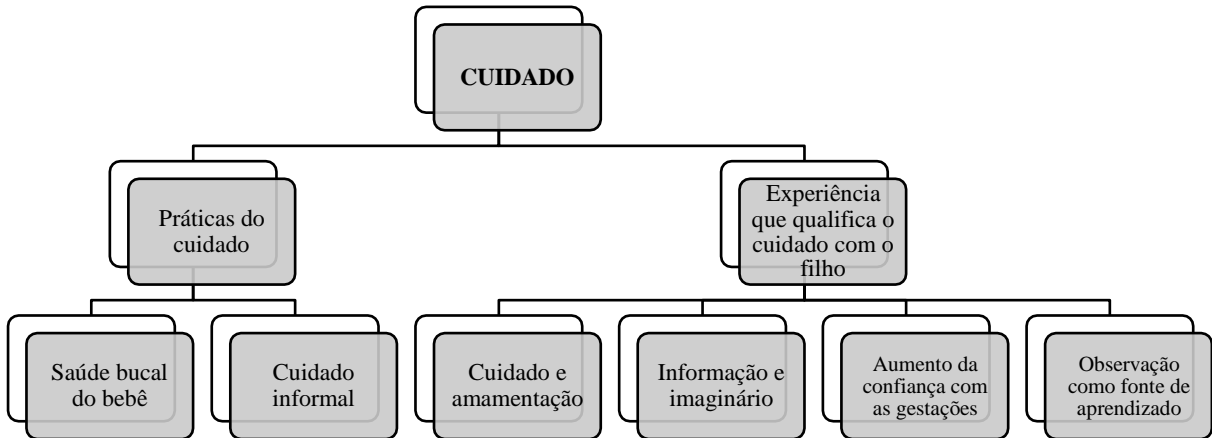 CUIDADO
Práticas do
cuidado
Experiência
que qualifica o
cuidado com o
filho
Saúde bucal
do bebê
Cuidado
informal
Cuidado e
amamentação
Informação e
imaginário
Aumento da
confiança com
as gestações
Observação
como fonte de
aprendizado